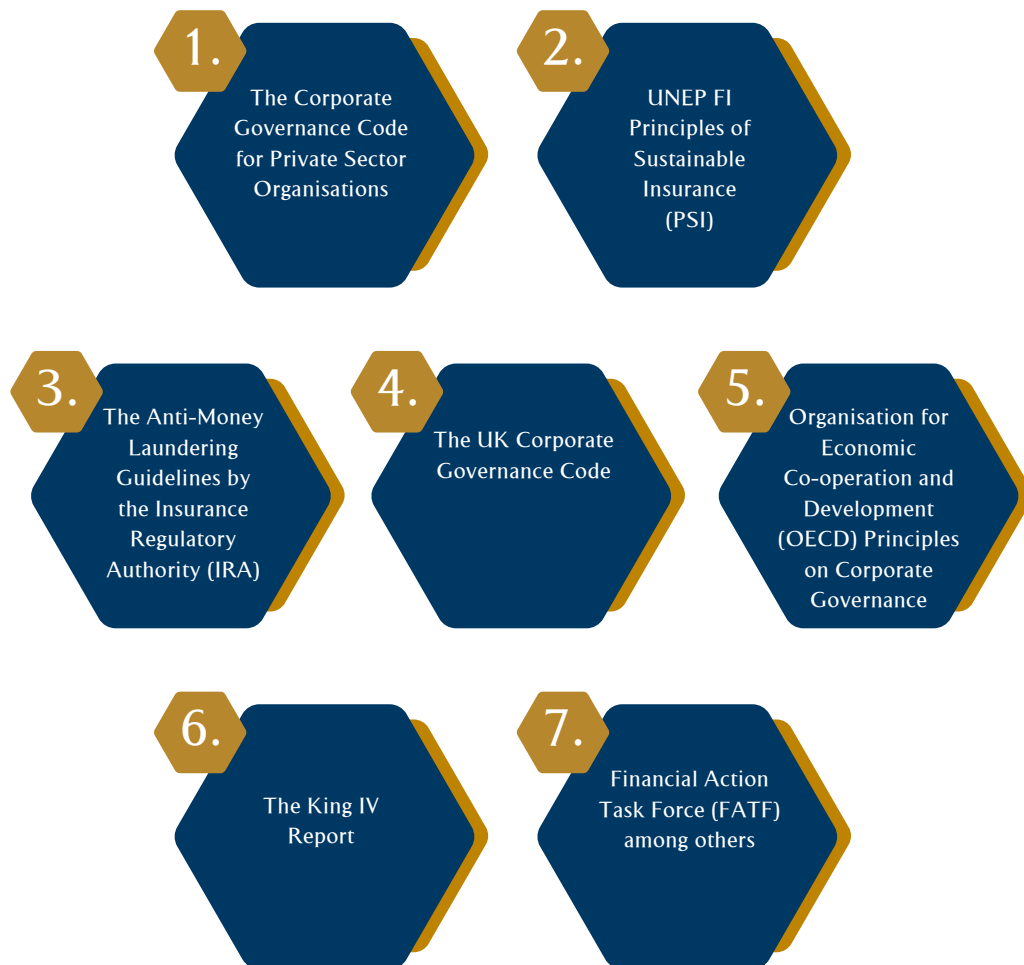 1.
The Corporate
Governance Code
for Private Sector
Organisations
2.
UNEP FI
Principles of
Sustainable
Insurance
(PSI)
3.
The Anti-Money
Laundering
Guidelines by
the Insurance
Regulatory
Authority (IRA)
4.
The UK Corporate
Governance Code
5.
Organisation for
Economic
Co-operation and
Development
(OECD) Principles
on Corporate
Governance
6.
The King IV
Report
7.
Financial Action
Task Force (FATF)
among others